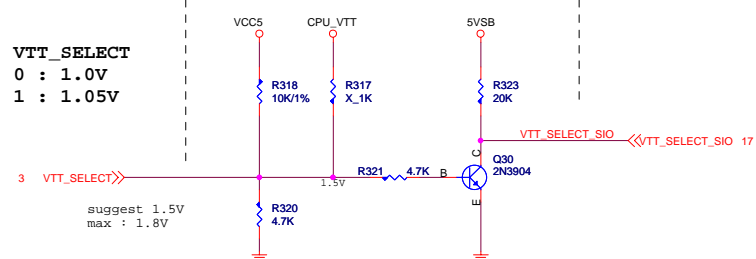 VCC5
CPU_VTT
5VSB
VTT_SELECT
0 : 1.0V
1 : 1.05V
R318
10K/1%
R317
X_1K
R323
20K
VTT_SELECT_SIO
VTT_SELECT_SIO 17
C
Q30
2N3904
R321 4.7K
B
3 VTT_SELECT
1.5V
E
R320
4.7K
suggest 1.5V
max : 1.8V